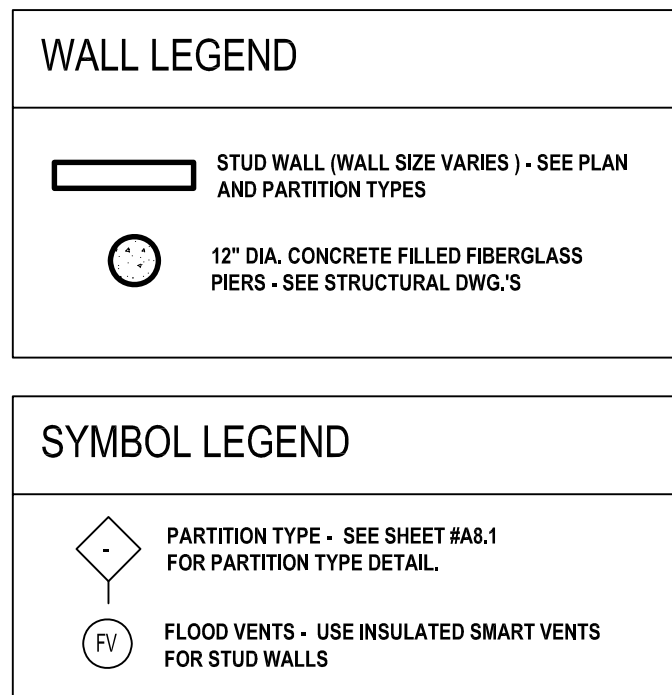 WALL LEGEND
STUD WALL (WALL SIZE VARIES ) - SEE PLAN
AND PARTITION TYPES
12" DIA. CONCRETE FILLED FIBERGLASS
PIERS - SEE STRUCTURAL DWG.'S
SYMBOL LEGEND
-
PARTITION TYPE - SEE SHEET #A8.1
FOR PARTITION TYPE DETAIL.
FV
FLOOD VENTS - USE INSULATED SMART VENTS
FOR STUD WALLS